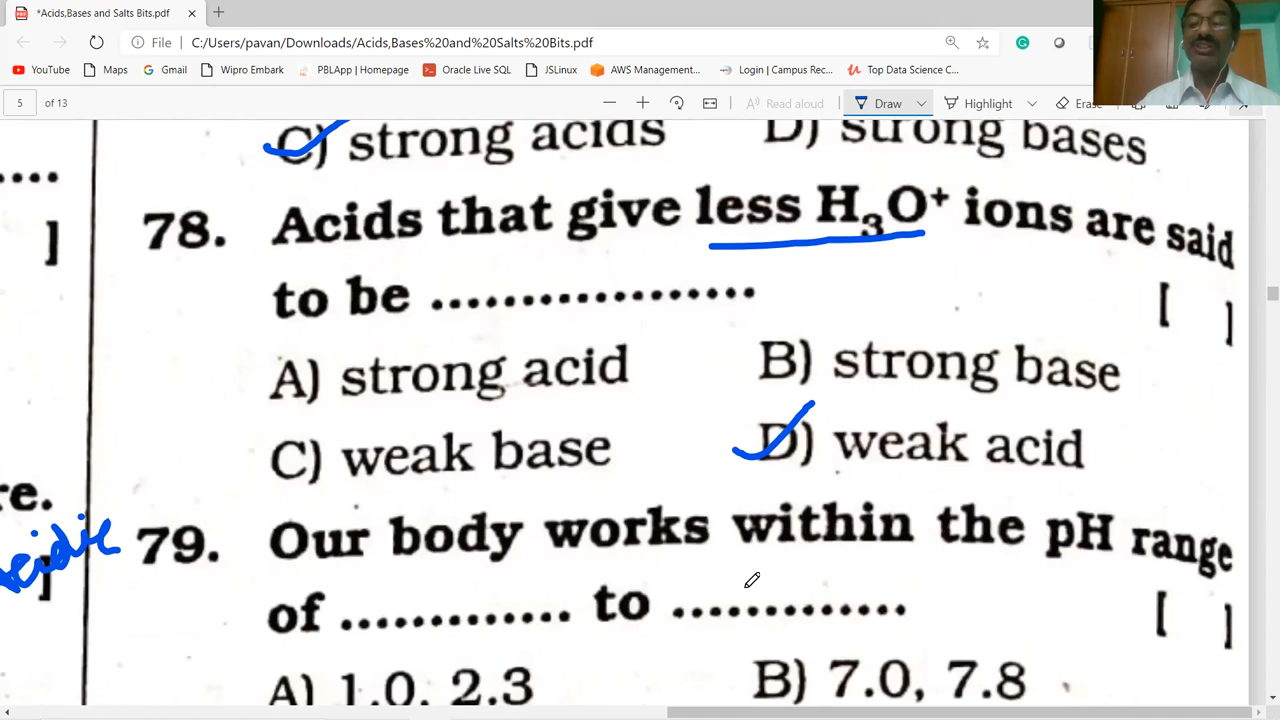 *Acids,Bases and Salts Bits.pdf
File C:/Users/pavan/Downloads/Acids,Bases%20and%20Salts%20Bits.pdf
YouTube Maps Gmail Wipro Embark PBLApp | Homepage Oracle Live SQL JSLinux AWS Management... Login | Campus Rec... Top Data Science C...
5 of 13 Read aloud Draw Highlight Erase
C) strong acids D) strong bases
....
78. Acids that give less H₃O⁺ ions are said
]
to be .................. [ ]
A) strong acid B) strong base
C) weak base D) weak acid
re.
79. Our body works within the pH range
]
of ............. to ............. [ ]
A) 1.0, 2.3 B) 7.0, 7.8